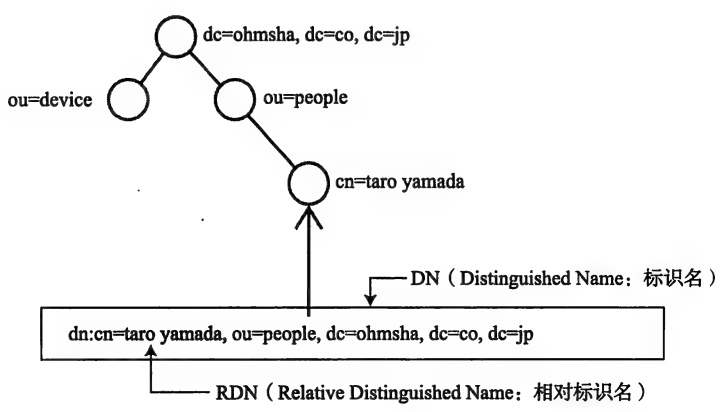 dc=ohmsha, dc=co, dc=jp
ou=device
ou=people
cn=taro yamada
DN（Distinguished Name：标识名）
dn:cn=taro yamada, ou=people, dc=ohmsha, dc=co, dc=jp
RDN（Relative Distinguished Name：相对标识名）